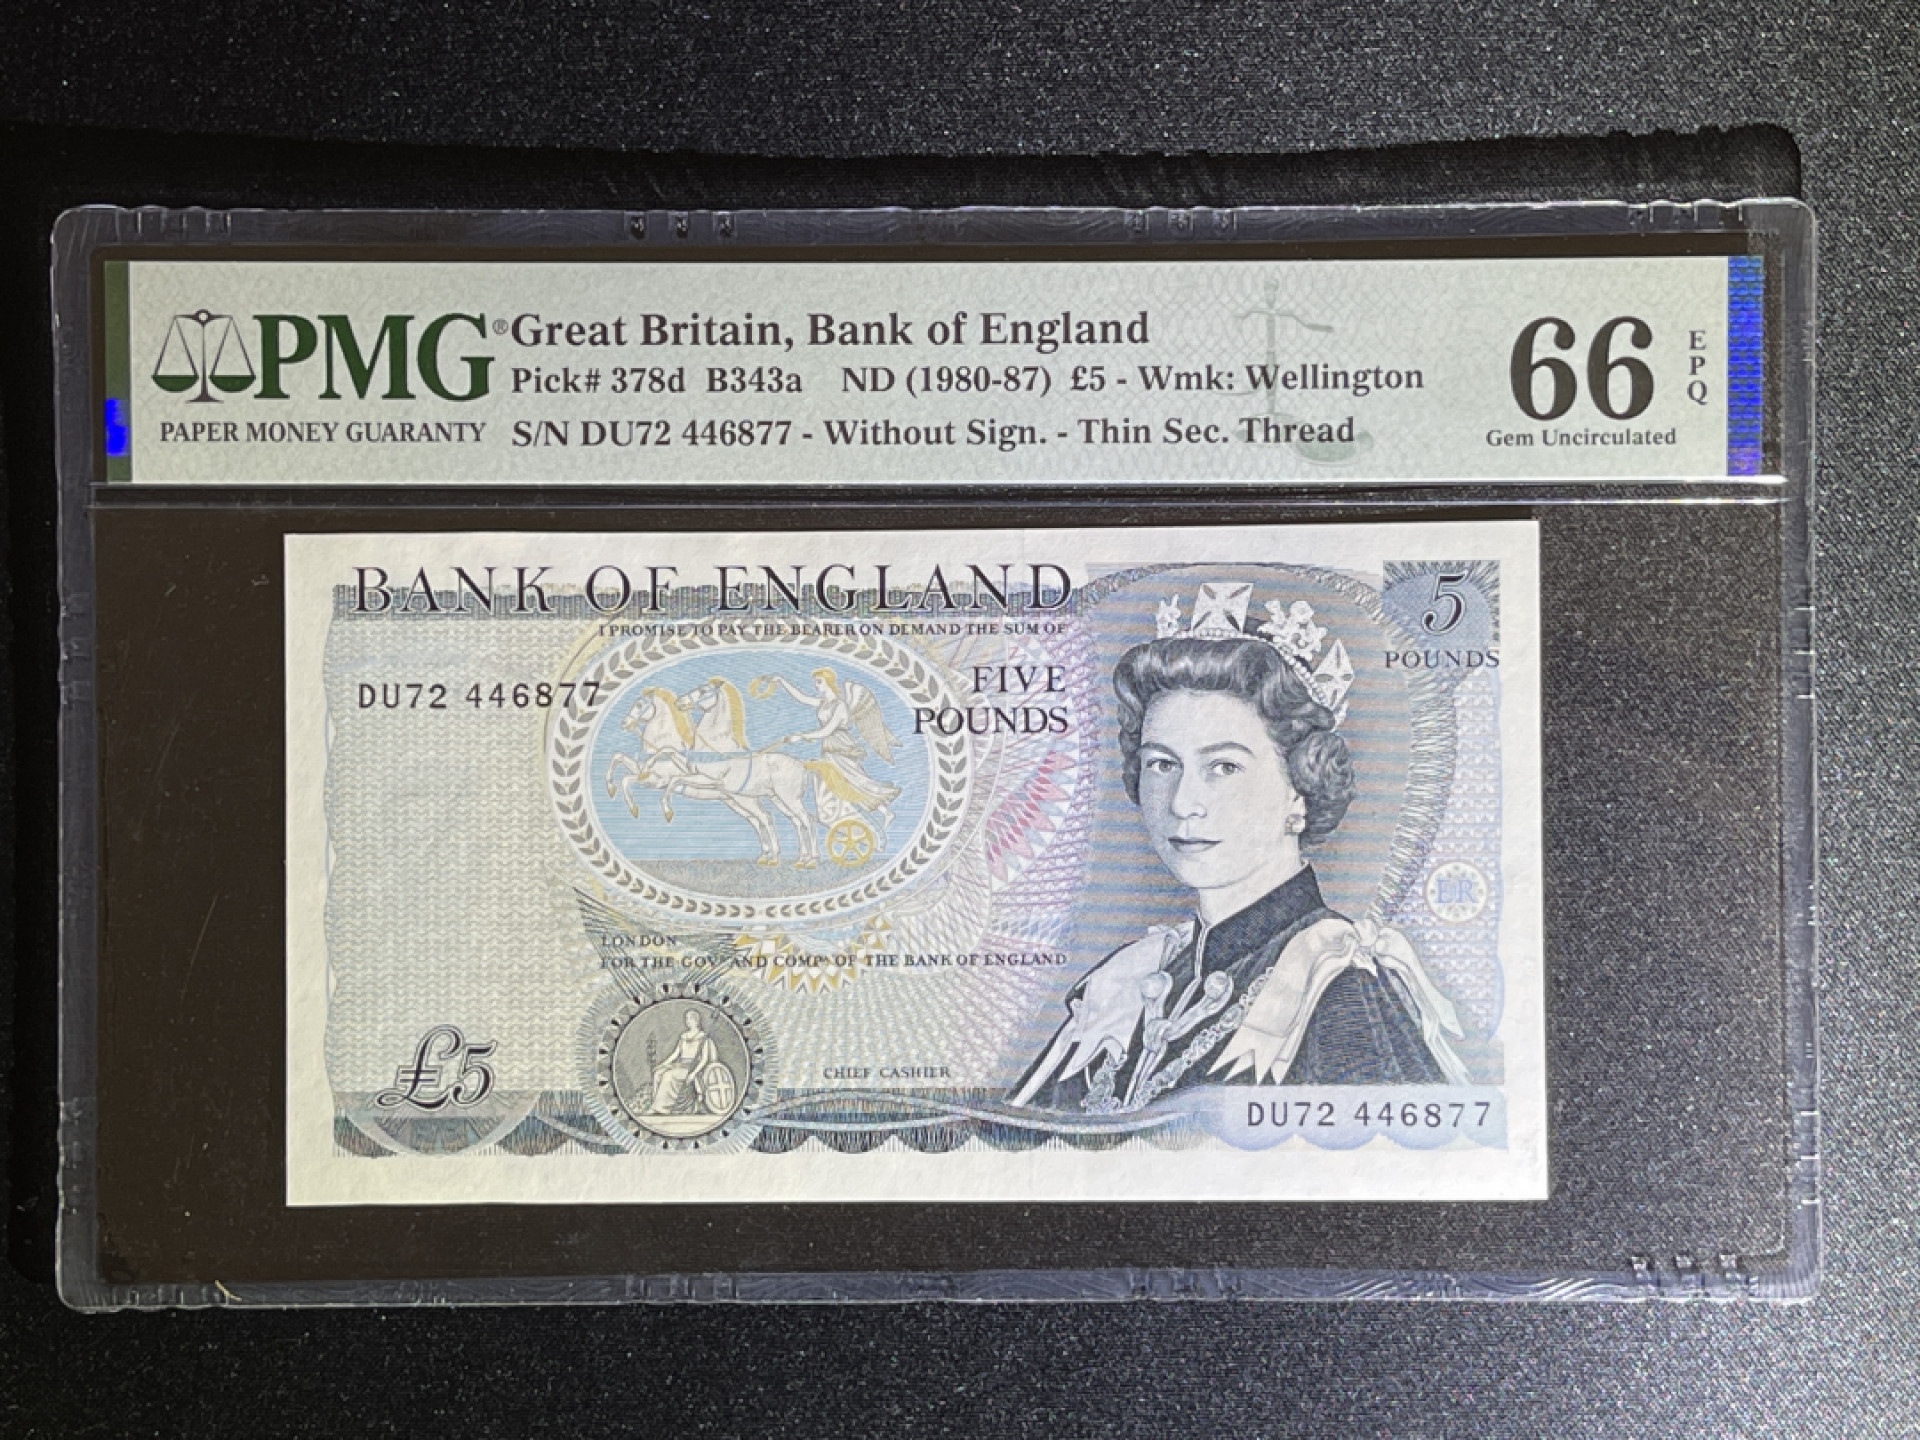 PMG®
PAPER MONEY GUARANTY
Great Britain, Bank of England
Pick# 378d B343a ND (1980-87) £5 - Wmk: Wellington
S/N DU72 446877 - Without Sign. - Thin Sec. Thread
66
EPQ
Gem Uncirculated
BANK OF ENGLAND
I PROMISE TO PAY THE BEARER ON DEMAND THE SUM OF
5
POUNDS
DU72 446877
FIVE
POUNDS
ER
LONDON
FOR THE GOVR AND COMPA OF THE BANK OF ENGLAND
£5
CHIEF CASHIER
DU72 446877